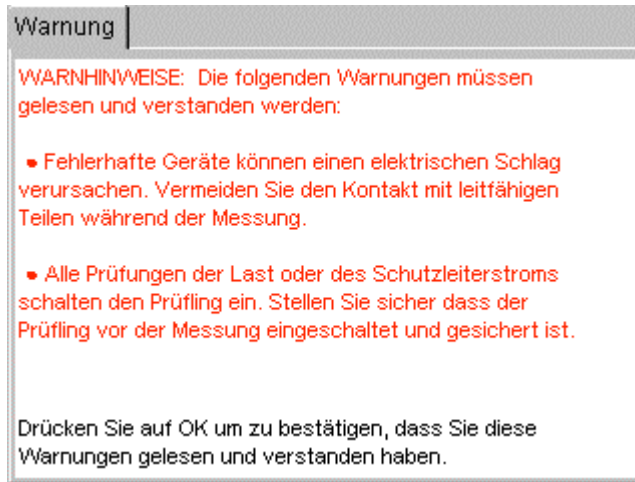 Warnung
WARNHINWEISE: Die folgenden Warnungen müssen
gelesen und verstanden werden:
• Fehlerhafte Geräte können einen elektrischen Schlag
verursachen. Vermeiden Sie den Kontakt mit leitfähigen
Teilen während der Messung.
• Alle Prüfungen der Last oder des Schutzleiterstroms
schalten den Prüfling ein. Stellen Sie sicher dass der
Prüfling vor der Messung eingeschaltet und gesichert ist.
Drücken Sie auf OK um zu bestätigen, dass Sie diese
Warnungen gelesen und verstanden haben.